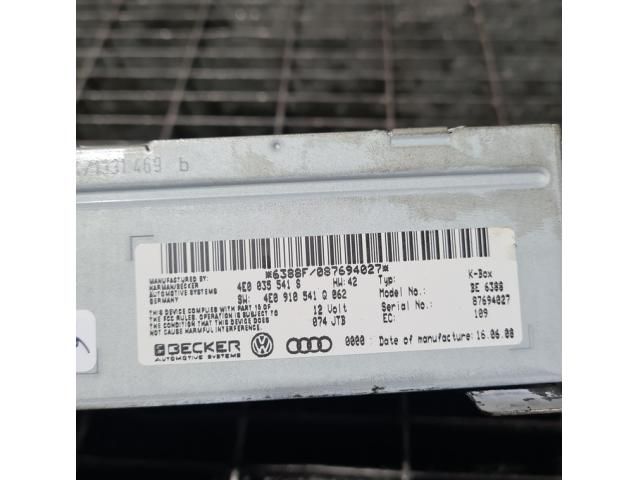 1331 469 b
*6388F/087694027*
MANUFACTURED BY:
HARMAN/BECKER
AUTOMOTIVE SYSTEMS
GERMANY
4E0 035 541 S HW: 42 Typ: K-Box
SW: 4E0 910 541 Q 062 Model No.: BE 6388
12 Volt Serial No.: 87694027
074 JTB EC: 109
THIS DEVICE COMPLIES WITH PART 15 OF
THE FCC RULES. OPERATION IS SUBJECT TO
THE CONDITION THAT THIS DEVICE DOES
NOT CAUSE HARMFUL INTERFERENCE.
BECKER
AUTOMOTIVE SYSTEMS
0000 : Date of manufacture: 16.06.08